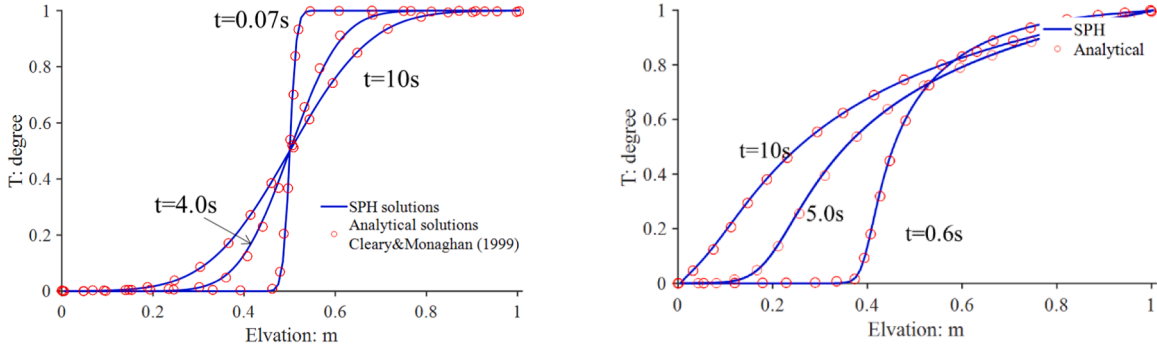 1
0.8
0.6
0.4
0.2
0
T: degree
t=0.07s
t=10s
t=4.0s
SPH solutions
Analytical solutions
Cleary&Monaghan (1999)
0 0.2 0.4 0.6 0.8 1
Elvation: m
1
0.8
0.6
0.4
0.2
0
T: degree
SPH
Analytical
t=10s
5.0s
t=0.6s
0 0.2 0.4 0.6 0.8 1
Elvation: m